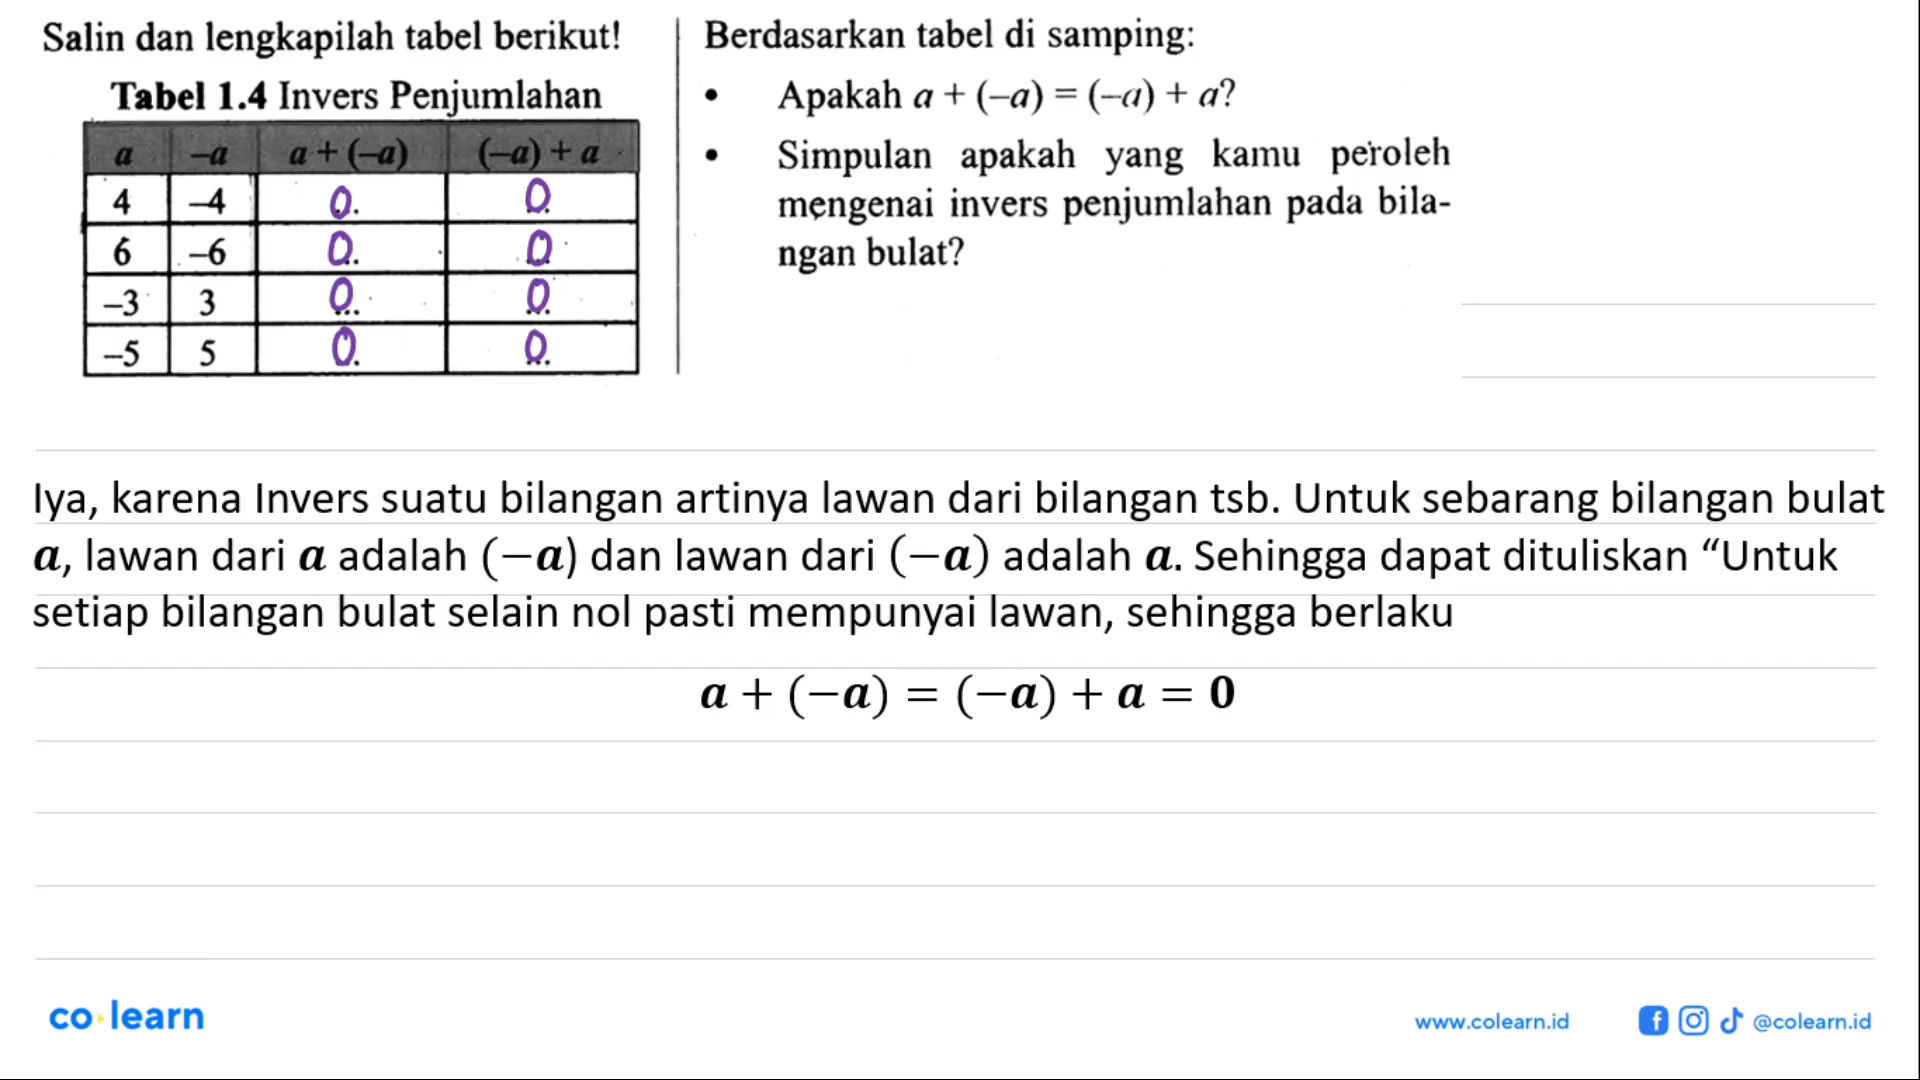 Salin dan lengkapilah tabel berikut!
Tabel 1.4 Invers Penjumlahan
a –a a + (–a) (–a) + a
4 –4 0 0
6 –6 0 0
–3 3 0 0
–5 5 0 0
Berdasarkan tabel di samping:
• Apakah a + (–a) = (–a) + a?
• Simpulan apakah yang kamu peroleh
mengenai invers penjumlahan pada bila-
ngan bulat?
Iya, karena Invers suatu bilangan artinya lawan dari bilangan tsb. Untuk sebarang bilangan bulat
a, lawan dari a adalah (−a) dan lawan dari (−a) adalah a. Sehingga dapat dituliskan “Untuk
setiap bilangan bulat selain nol pasti mempunyai lawan, sehingga berlaku
a + (−a) = (−a) + a = 0
co learn
www.colearn.id
@colearn.id